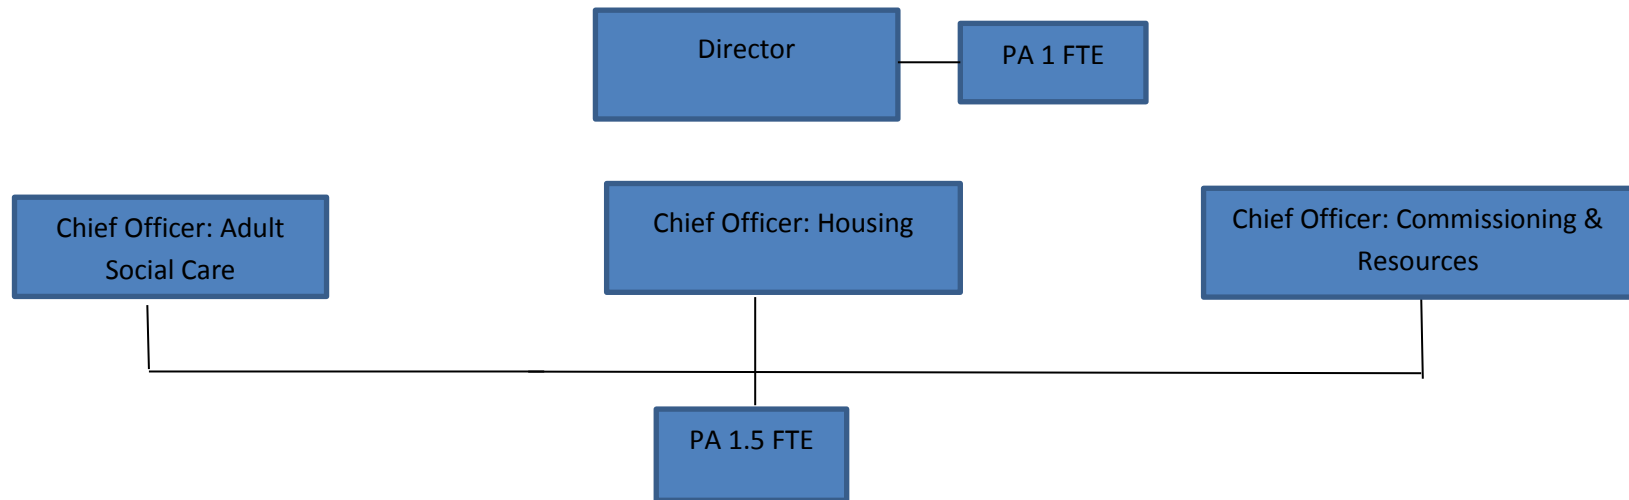 Director
PA 1 FTE
Chief Officer: Adult
Social Care
Chief Officer: Housing
Chief Officer: Commissioning &
Resources
PA 1.5 FTE